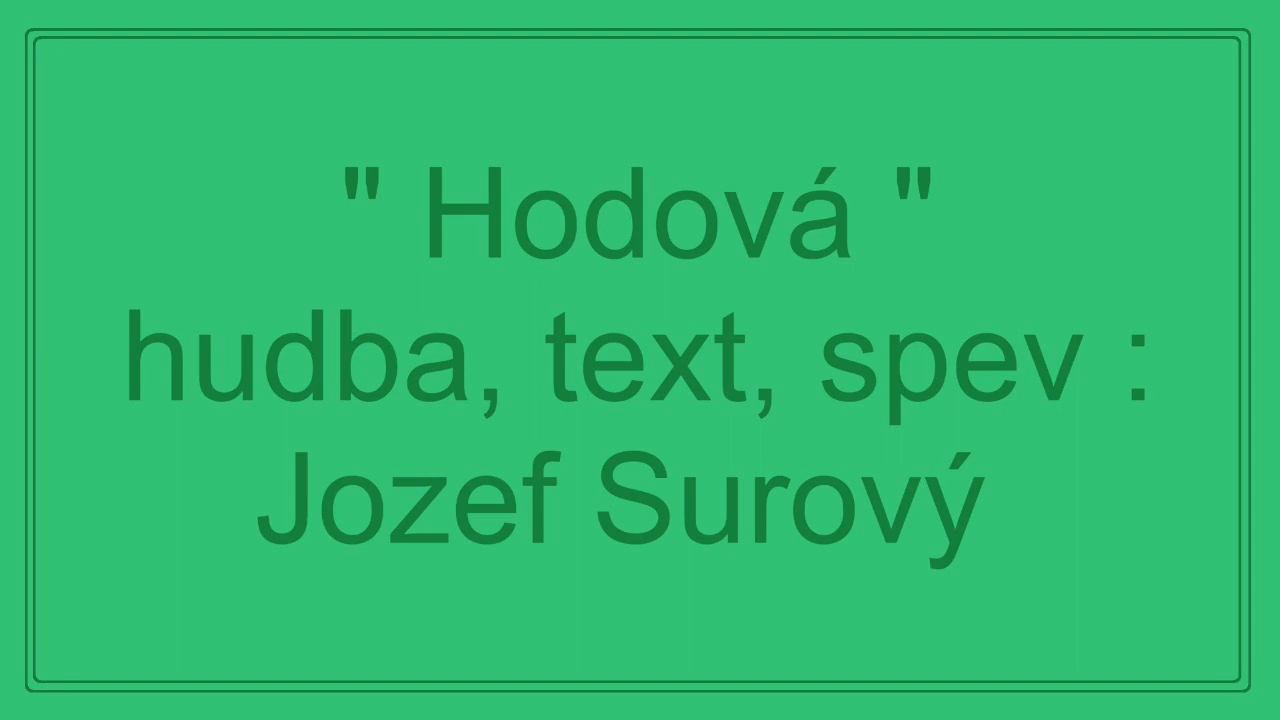 " Hodová "
hudba, text, spev :
Jozef Surový